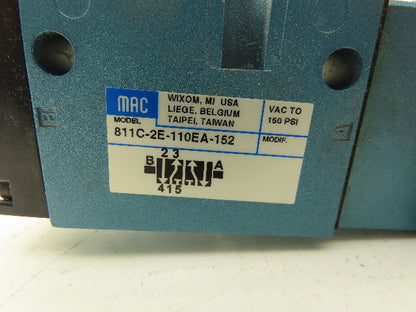 MAC
WIXOM, MI USA
LIEGE, BELGIUM
TAIPEI, TAIWAN
VAC TO
150 PSI
MODEL
811C-2E-110EA-152
MODIF.
2 3
B A
4 1 5